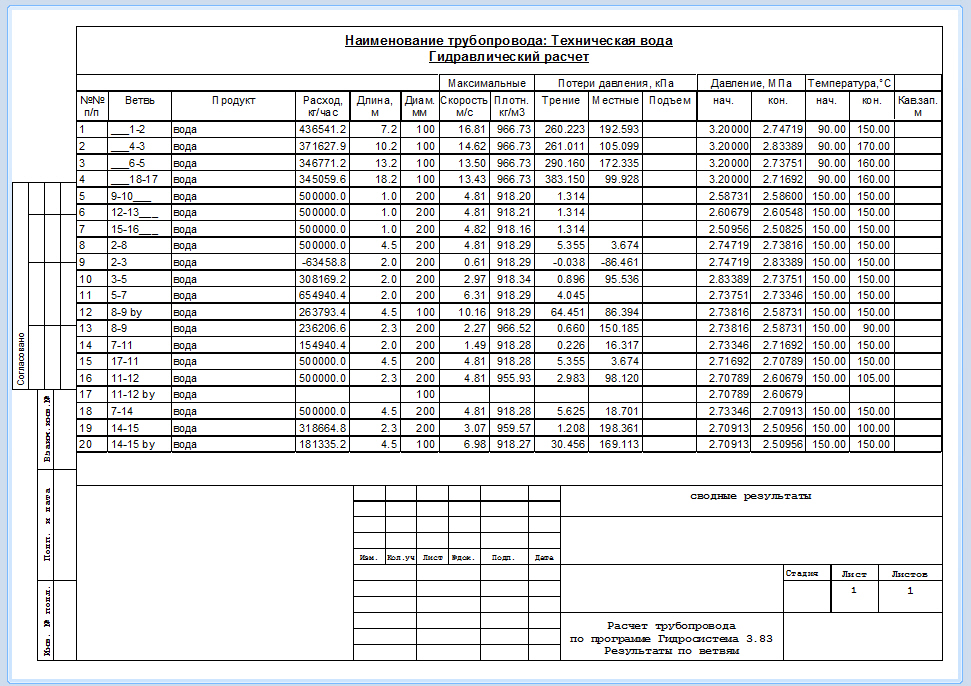 Наименование трубопровода: Техническая вода
Гидравлический расчет
Максимальные Потери давления, кПа Давление, МПа Температура,°C
№№ п/п Ветвь Продукт Расход, кг/час Длина, м Диам. мм Скорость м/с Плотн. кг/м3 Трение Местные Подъем нач. кон. нач. кон. Кав.зап. м
1 ___1-2 вода 436541.2 7.2 100 16.81 966.73 260.223 192.593 3.20000 2.74719 90.00 150.00
2 ___4-3 вода 371627.9 10.2 100 14.62 966.73 261.011 105.099 3.20000 2.83389 90.00 170.00
3 ___6-5 вода 346771.2 13.2 100 13.50 966.73 290.160 172.335 3.20000 2.73751 90.00 160.00
4 ___18-17 вода 345059.6 18.2 100 13.43 966.73 383.150 99.928 3.20000 2.71692 90.00 160.00
5 9-10___ вода 500000.0 1.0 200 4.81 918.20 1.314 2.58731 2.58600 150.00 150.00
6 12-13___ вода 500000.0 1.0 200 4.81 918.21 1.314 2.60679 2.60548 150.00 150.00
7 15-16___ вода 500000.0 1.0 200 4.82 918.16 1.314 2.50956 2.50825 150.00 150.00
8 2-8 вода 500000.0 4.5 200 4.81 918.29 5.355 3.674 2.74719 2.73816 150.00 150.00
9 2-3 вода -63458.8 2.0 200 0.61 918.29 -0.038 -86.461 2.74719 2.83389 150.00 150.00
10 3-5 вода 308169.2 2.0 200 2.97 918.34 0.896 95.536 2.83389 2.73751 150.00 150.00
11 5-7 вода 654940.4 2.0 200 6.31 918.29 4.045 2.73751 2.73346 150.00 150.00
12 8-9 by вода 263793.4 4.5 100 10.16 918.29 64.451 86.394 2.73816 2.58731 150.00 150.00
13 8-9 вода 236206.6 2.3 200 2.27 966.52 0.660 150.185 2.73816 2.58731 150.00 90.00
14 7-11 вода 154940.4 2.0 200 1.49 918.28 0.226 16.317 2.73346 2.71692 150.00 150.00
15 17-11 вода 500000.0 4.5 200 4.81 918.28 5.355 3.674 2.71692 2.70789 150.00 150.00
16 11-12 вода 500000.0 2.3 200 4.81 955.93 2.983 98.120 2.70789 2.60679 150.00 105.00
17 11-12 by вода 100 2.70789 2.60679
18 7-14 вода 500000.0 4.5 200 4.81 918.28 5.625 18.701 2.73346 2.70913 150.00 150.00
19 14-15 вода 318664.8 2.3 200 3.07 959.57 1.208 198.361 2.70913 2.50956 150.00 100.00
20 14-15 by вода 181335.2 4.5 100 6.98 918.27 30.456 169.113 2.70913 2.50956 150.00 150.00
Согласовано
Взам. инв. №
Подп. и дата
Инв. № подл.
сводные результаты
Изм. Кол.уч Лист №док. Подп. Дата
Стадия Лист Листов
1 1
Расчет трубопровода
по программе Гидросистема 3.83
Результаты по ветвям